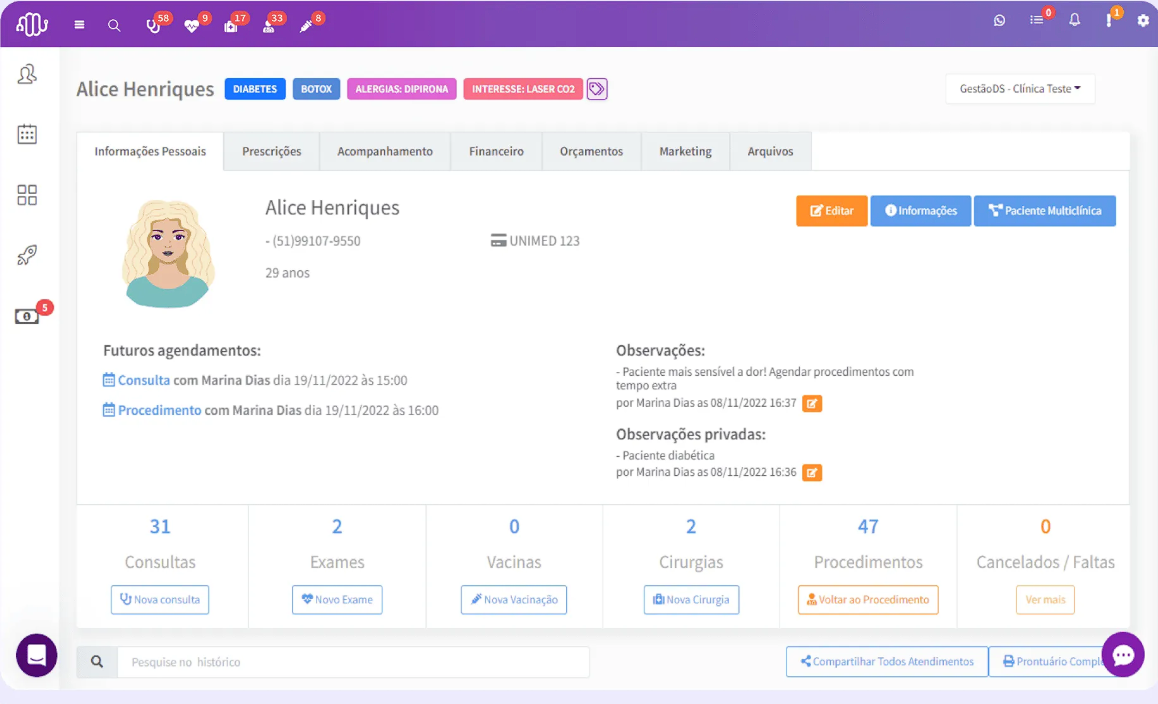 58
9
17
33
8
0
1
Alice Henriques
DIABETES
BOTOX
ALERGIAS: DIPIRONA
INTERESSE: LASER CO2
GestãoDS - Clínica Teste
Informações Pessoais
Prescrições
Acompanhamento
Financeiro
Orçamentos
Marketing
Arquivos
5
Alice Henriques
Editar
Informações
Paciente Multiclínica
- (51)99107-9550
UNIMED 123
29 anos
Futuros agendamentos:
Consulta com Marina Dias dia 19/11/2022 às 15:00
Procedimento com Marina Dias dia 19/11/2022 às 16:00
Observações:
- Paciente mais sensível a dor! Agendar procedimentos com
tempo extra
por Marina Dias as 08/11/2022 16:37
Observações privadas:
- Paciente diabética
por Marina Dias as 08/11/2022 16:36
31
Consultas
Nova consulta
2
Exames
Novo Exame
0
Vacinas
Nova Vacinação
2
Cirurgias
Nova Cirurgia
47
Procedimentos
Voltar ao Procedimento
0
Cancelados / Faltas
Ver mais
Pesquise no histórico
Compartilhar Todos Atendimentos
Prontuário Comple